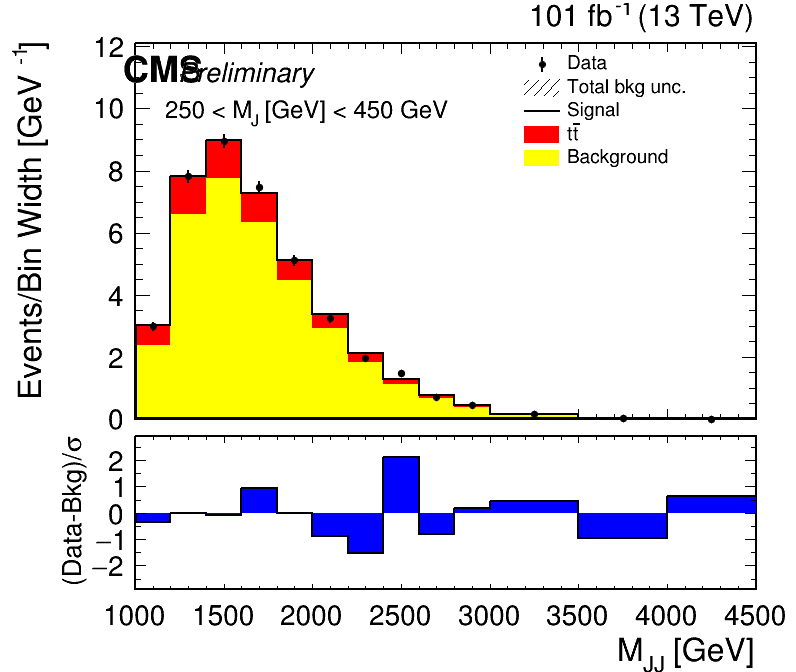 101 fb⁻¹ (13 TeV)
CMS Preliminary
250 < M_J [GeV] < 450 GeV
Data
Total bkg unc.
Signal
tt̄
Background
Events/Bin Width [GeV⁻¹]
12
10
8
6
4
2
0
(Data-Bkg)/σ
2
1
0
−1
−2
1000 1500 2000 2500 3000 3500 4000 4500
M_JJ [GeV]